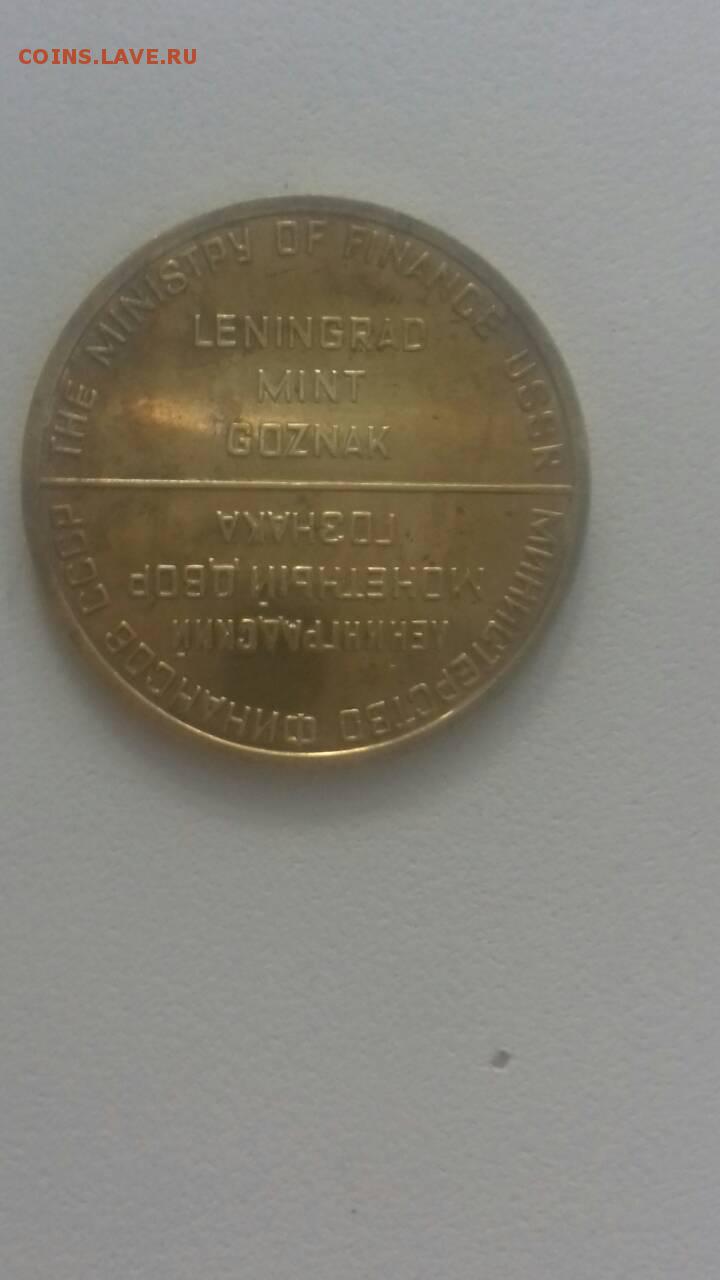 COINS.LAVE.RU
THE MINISTRY OF FINANCE USSR
LENINGRAD
MINT
GOZNAK
МИНИСТЕРСТВО ФИНАНСОВ СССР
ЛЕНИНГРАДСКИЙ
МОНЕТНЫЙ ДВОР
ГОЗНАКА